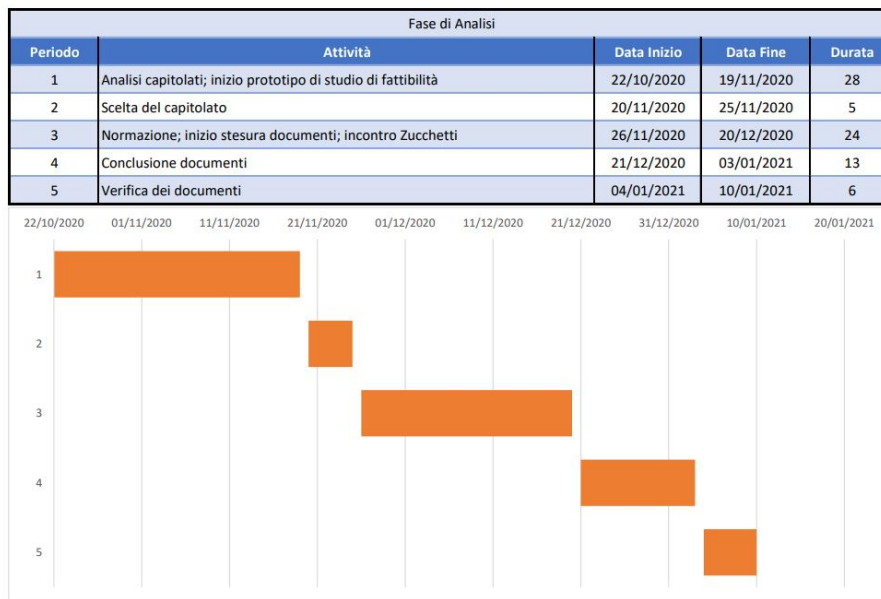 Fase di Analisi
Periodo Attività Data Inizio Data Fine Durata
1 Analisi capitolati; inizio prototipo di studio di fattibilità 22/10/2020 19/11/2020 28
2 Scelta del capitolato 20/11/2020 25/11/2020 5
3 Normazione; inizio stesura documenti; incontro Zucchetti 26/11/2020 20/12/2020 24
4 Conclusione documenti 21/12/2020 03/01/2021 13
5 Verifica dei documenti 04/01/2021 10/01/2021 6
22/10/2020 01/11/2020 11/11/2020 21/11/2020 01/12/2020 11/12/2020 21/12/2020 31/12/2020 10/01/2021 20/01/2021
1
2
3
4
5